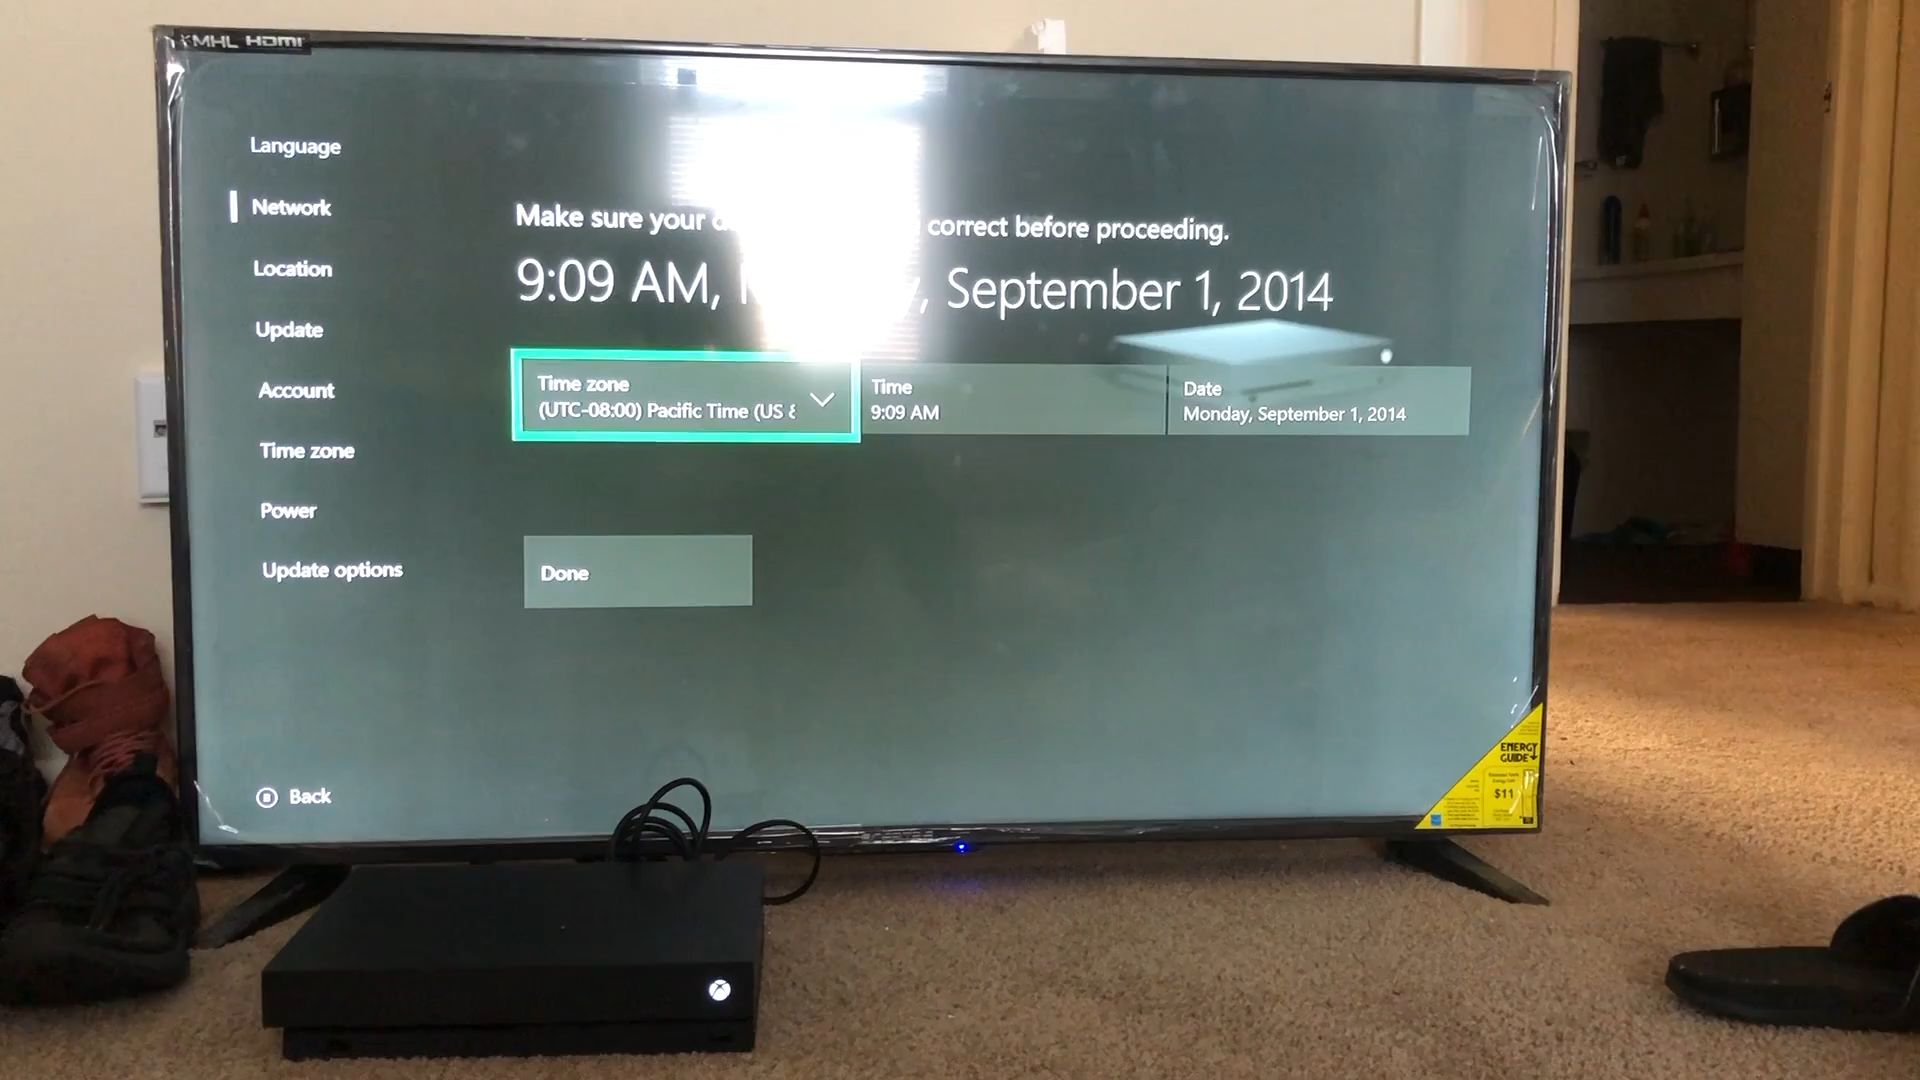 MHL HDMI
Language
Network
Location
Update
Account
Time zone
Power
Update options
Back
Make sure your correct before proceeding.
9:09 AM, September 1, 2014
Time zone
(UTC-08:00) Pacific Time (US &
Time
9:09 AM
Date
Monday, September 1, 2014
Done
ENERGY
GUIDE
$11